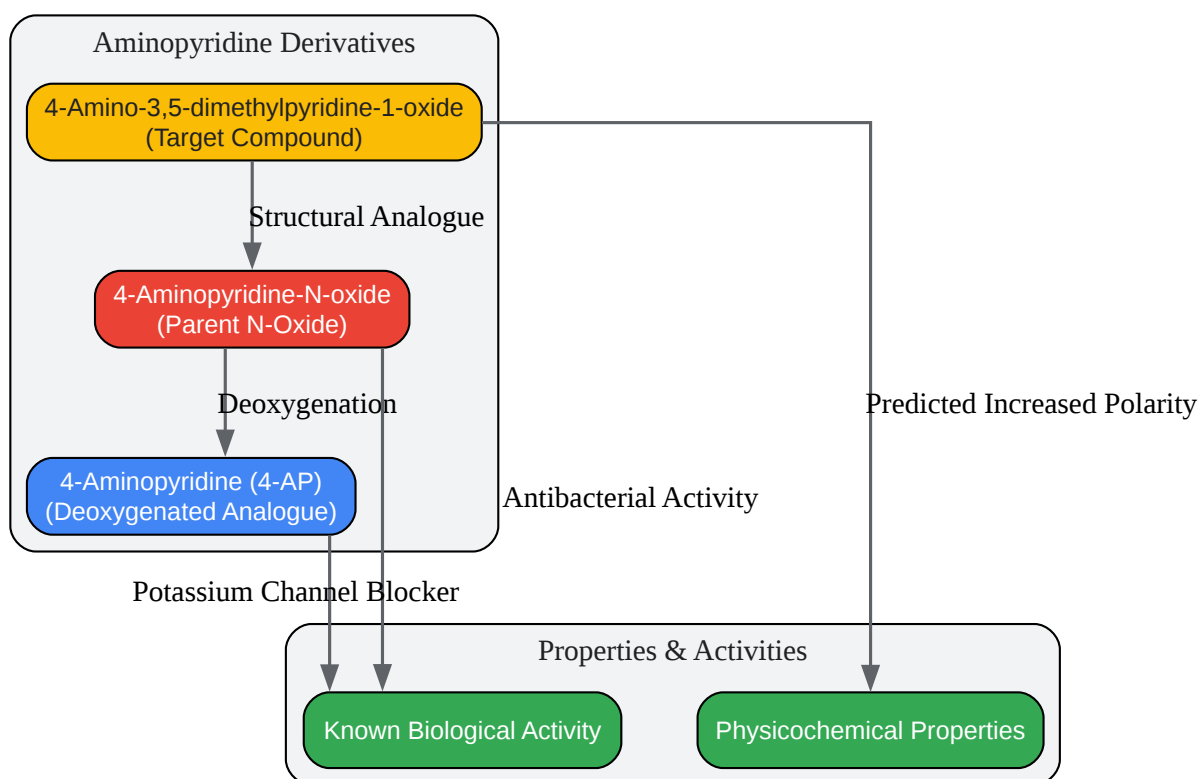 Aminopyridine Derivatives
4-Amino-3,5-dimethylpyridine-1-oxide
(Target Compound)
Structural Analogue
4-Aminopyridine-N-oxide
(Parent N-Oxide)
Deoxygenation
Predicted Increased Polarity
4-Aminopyridine (4-AP)
(Deoxygenated Analogue)
Antibacterial Activity
Potassium Channel Blocker
Properties & Activities
Known Biological Activity
Physicochemical Properties